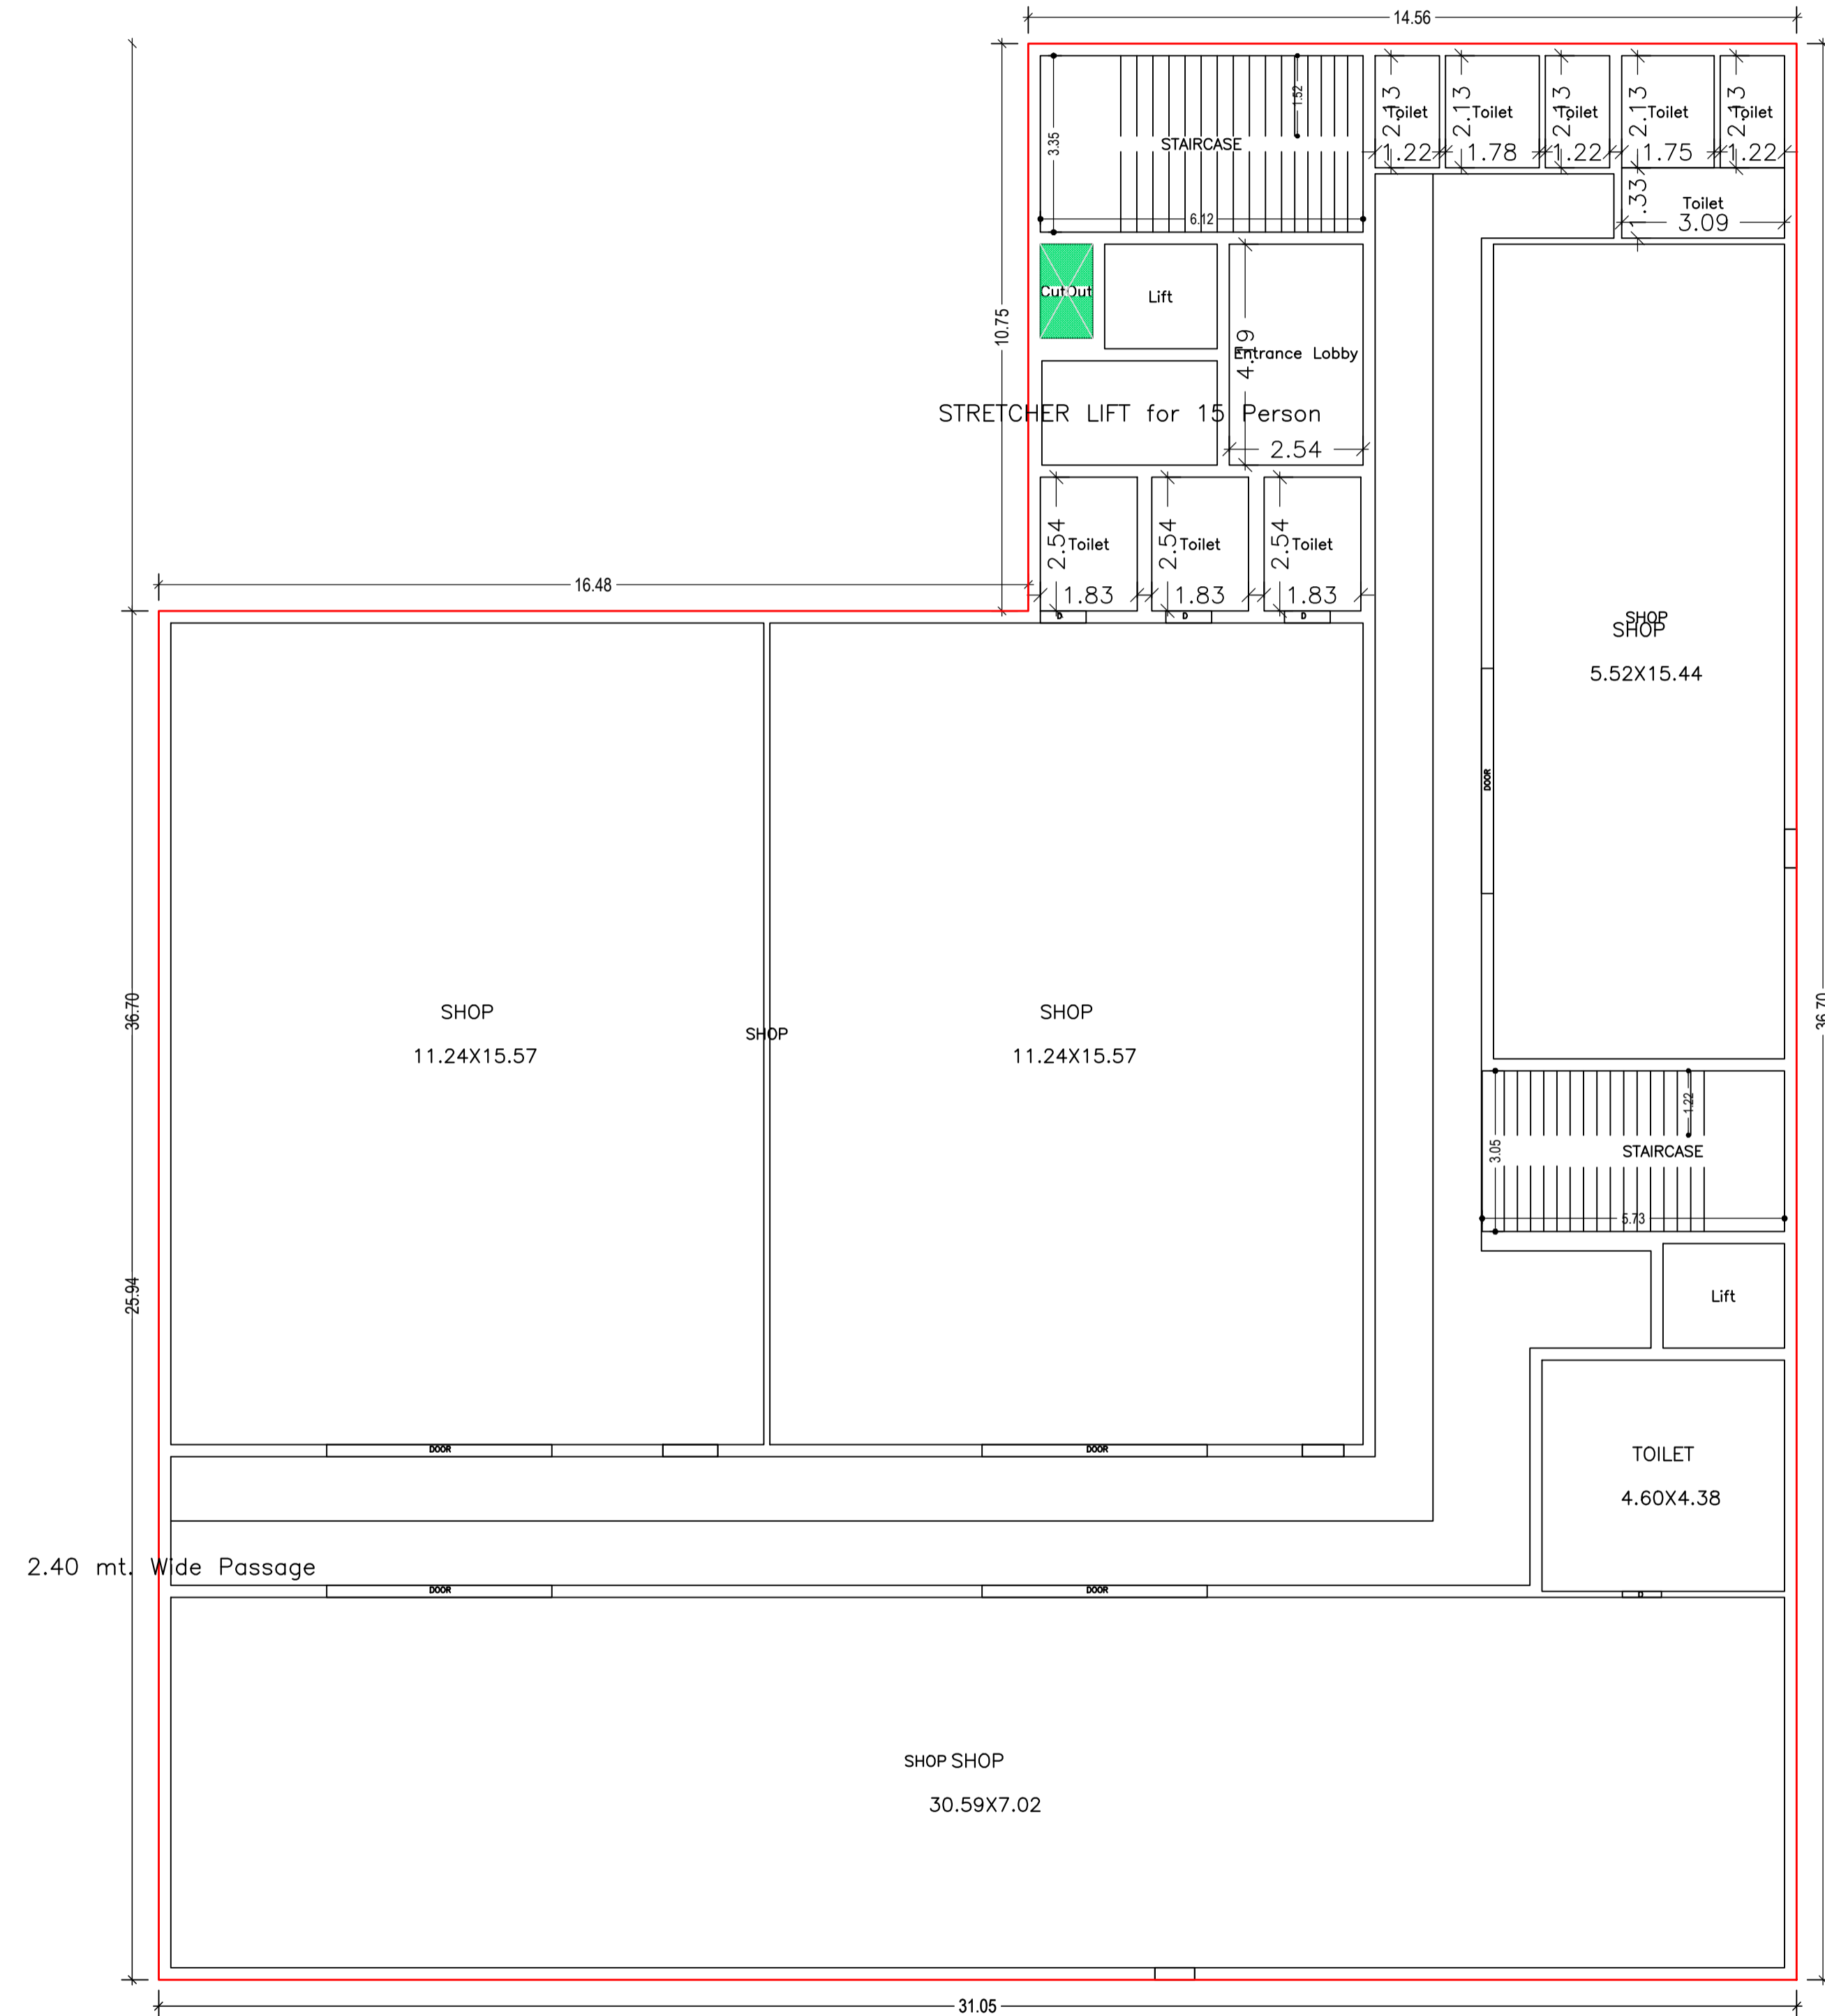 14.56
2.13
2.13
2.13
2.13
2.13
1.52
Toilet
Toilet
Toilet
Toilet
Toilet
3.35
STAIRCASE
1.22
1.78
1.22
1.75
1.22
1.33
Toilet
6.12
3.09
CutOut
Lift
10.75
4.19
Entrance Lobby
STRETCHER LIFT for 15 Person
2.54
2.54
2.54
2.54
Toilet
Toilet
Toilet
16.48
1.83
1.83
1.83
D
D
D
SHOP
SHOP
5.52X15.44
DOOR
36.70
36.70
SHOP
SHOP
SHOP
11.24X15.57
11.24X15.57
1.22
3.05
STAIRCASE
5.73
25.94
Lift
DOOR
DOOR
TOILET
4.60X4.38
2.40 mt. Wide Passage
DOOR
DOOR
D
SHOP
SHOP
30.59X7.02
31.05